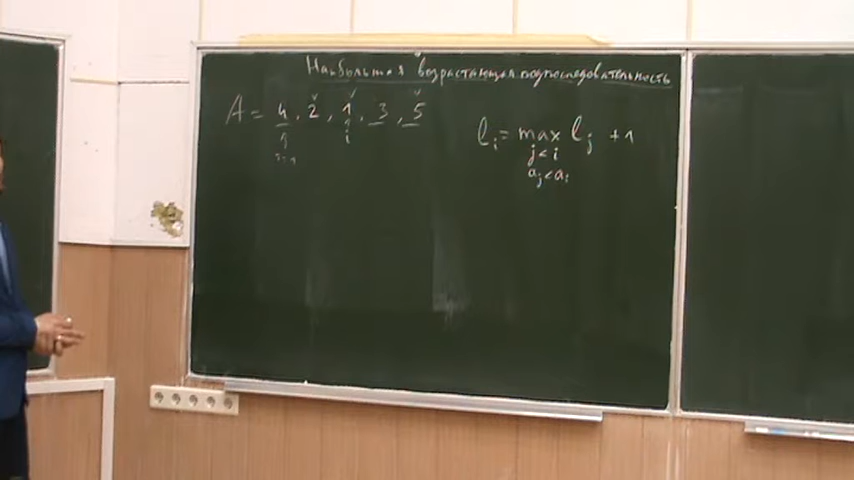 Наибольшая возрастающая подпоследовательность
A = 4, 2, 1, 3, 5
l_i = max l_j + 1
i
j<i
a_j<a_i